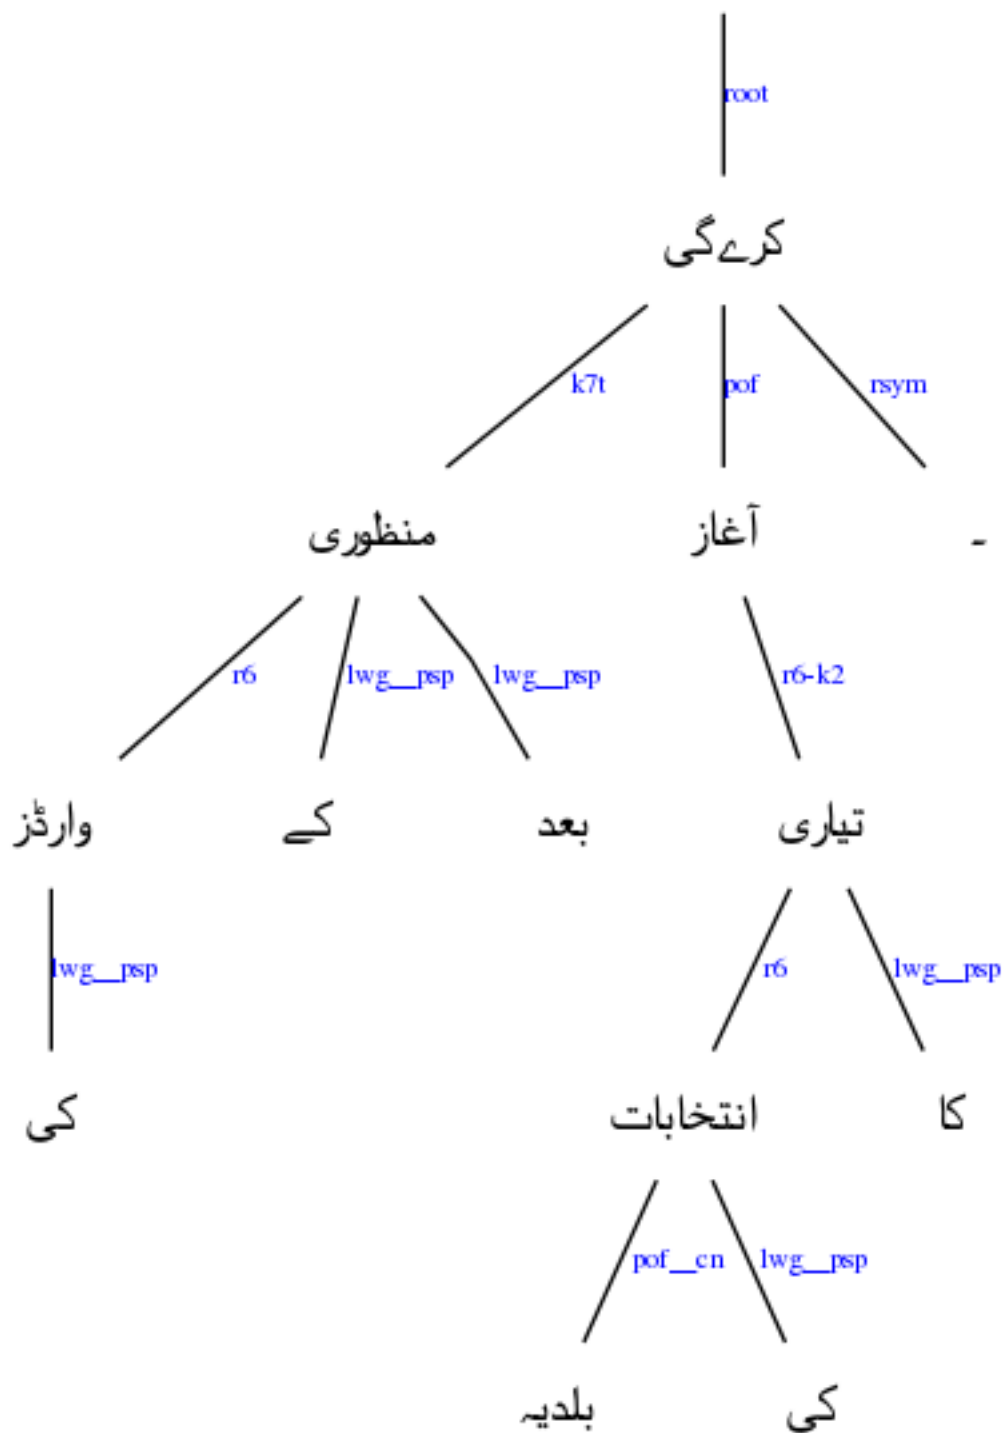 root
کرےگی
k7t pof rsym
منظوری آغاز ۔
r6 lwg__psp lwg__psp r6-k2
وارڈز کے بعد تیاری
lwg__psp r6 lwg__psp
کی انتخابات کا
pof__cn lwg__psp
بلدیہ کی